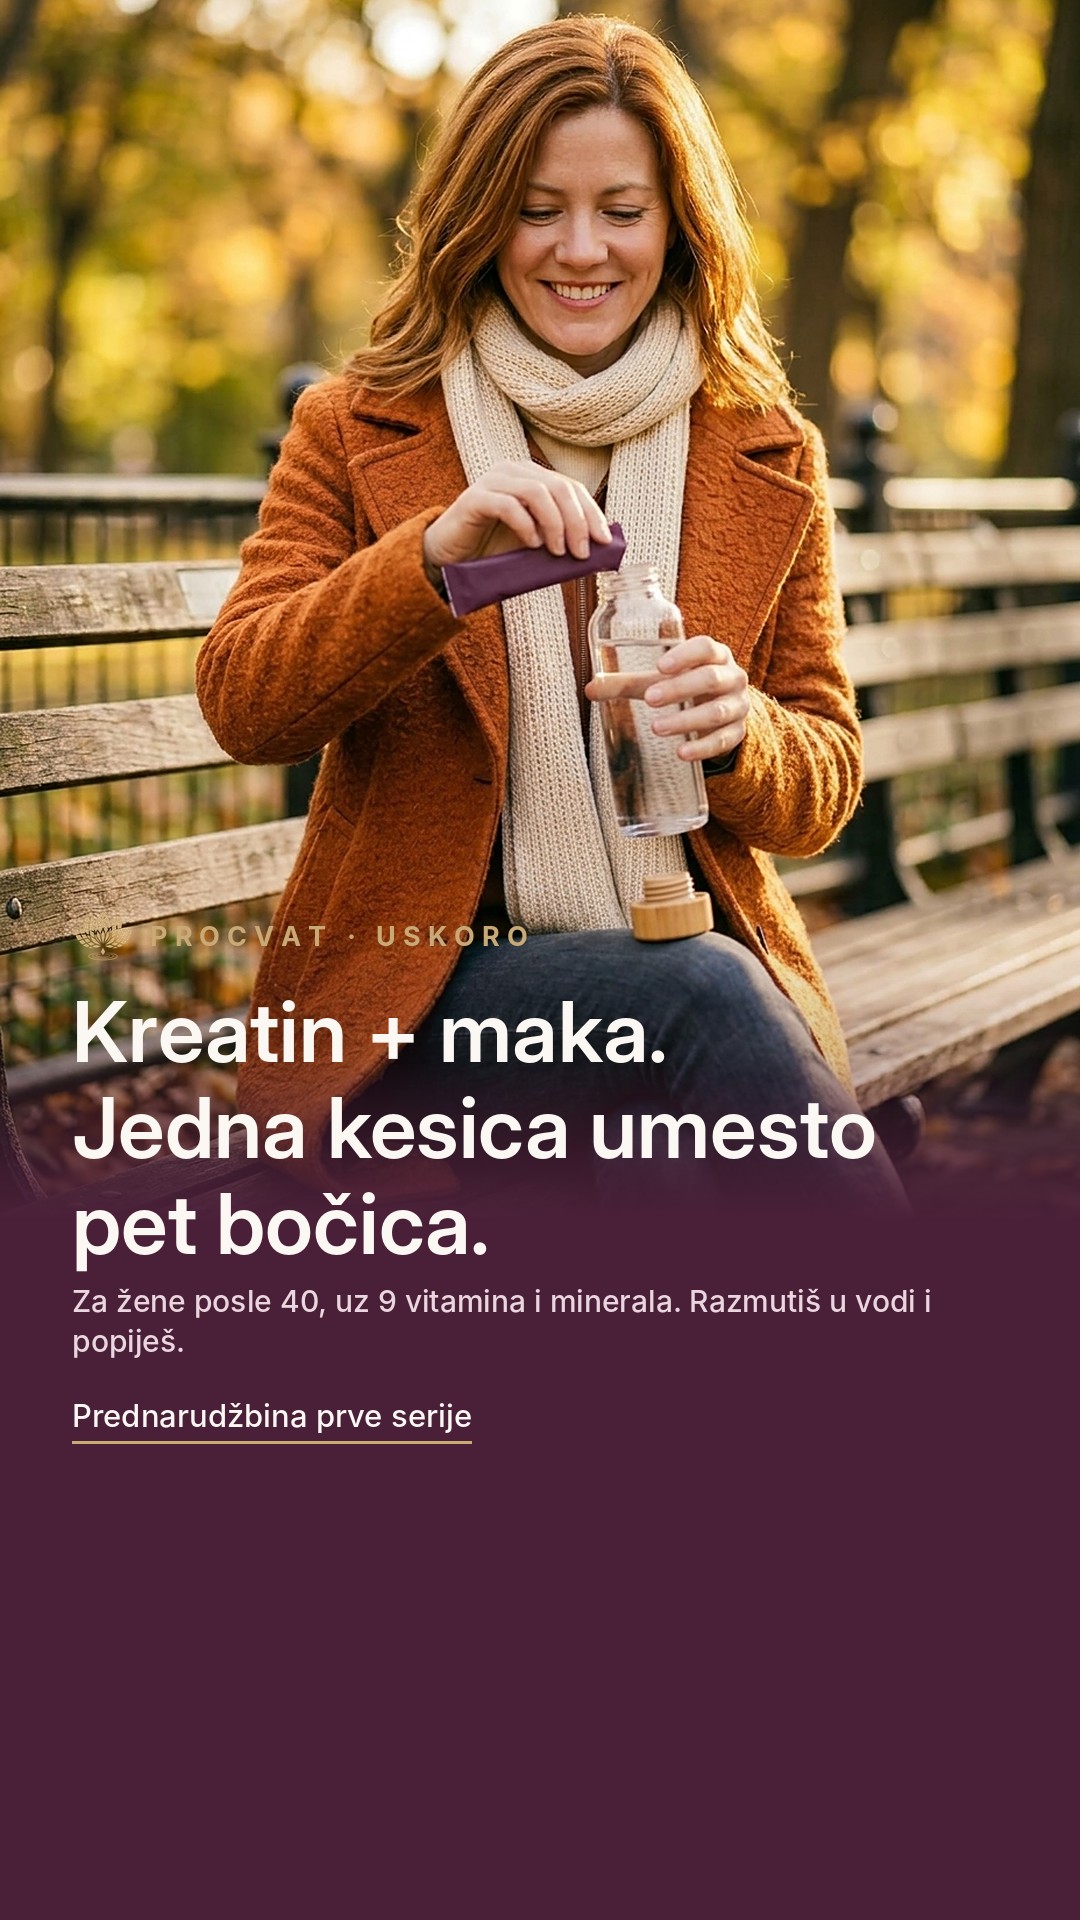 PROCVAT · USKORO
Kreatin + maka.
Jedna kesica umesto
pet bočica.
Za žene posle 40, uz 9 vitamina i minerala. Razmutiš u vodi i
popiješ.
Prednarudžbina prve serije